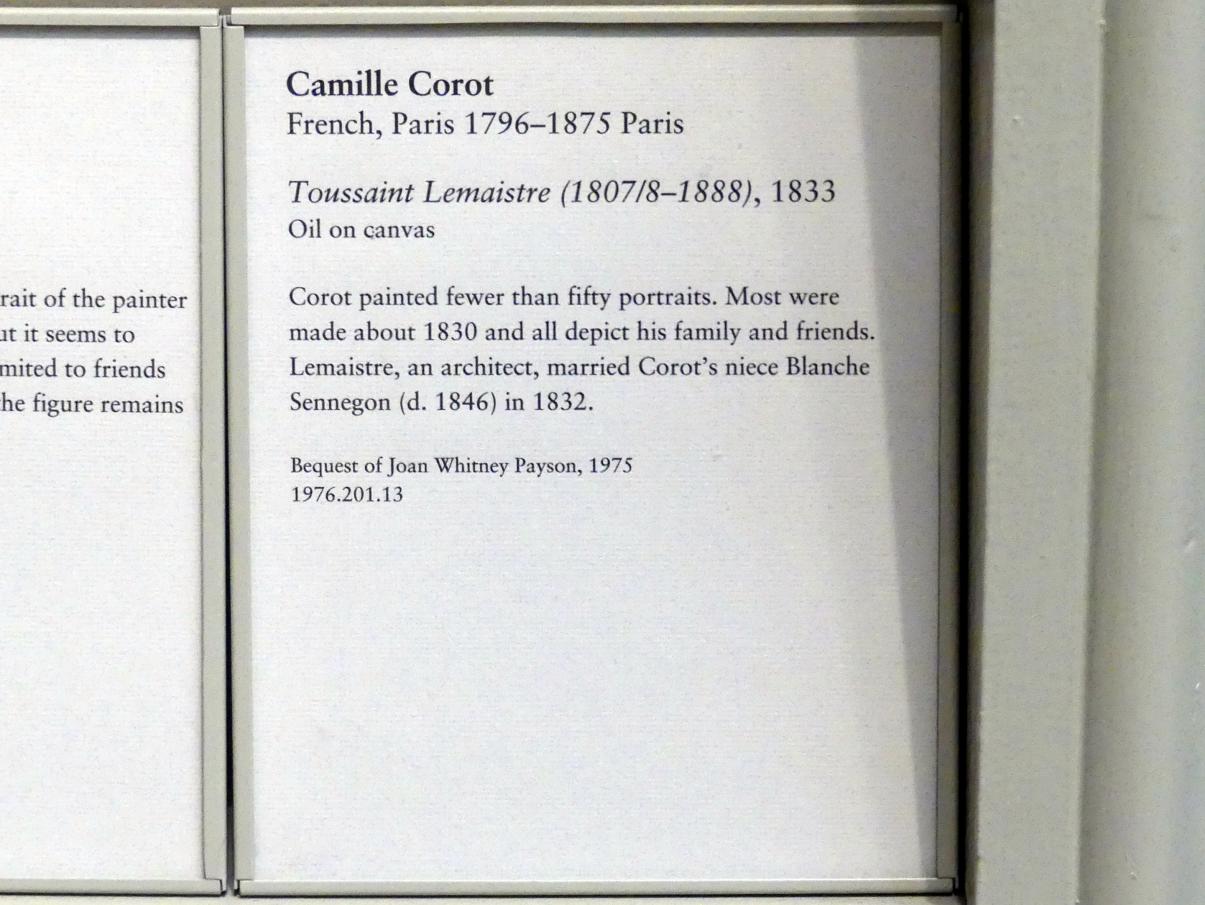 rait of the painter
ut it seems to
mited to friends
he figure remains
Camille Corot
French, Paris 1796–1875 Paris
Toussaint Lemaistre (1807/8–1888), 1833
Oil on canvas
Corot painted fewer than fifty portraits. Most were
made about 1830 and all depict his family and friends.
Lemaistre, an architect, married Corot's niece Blanche
Sennegon (d. 1846) in 1832.
Bequest of Joan Whitney Payson, 1975
1976.201.13